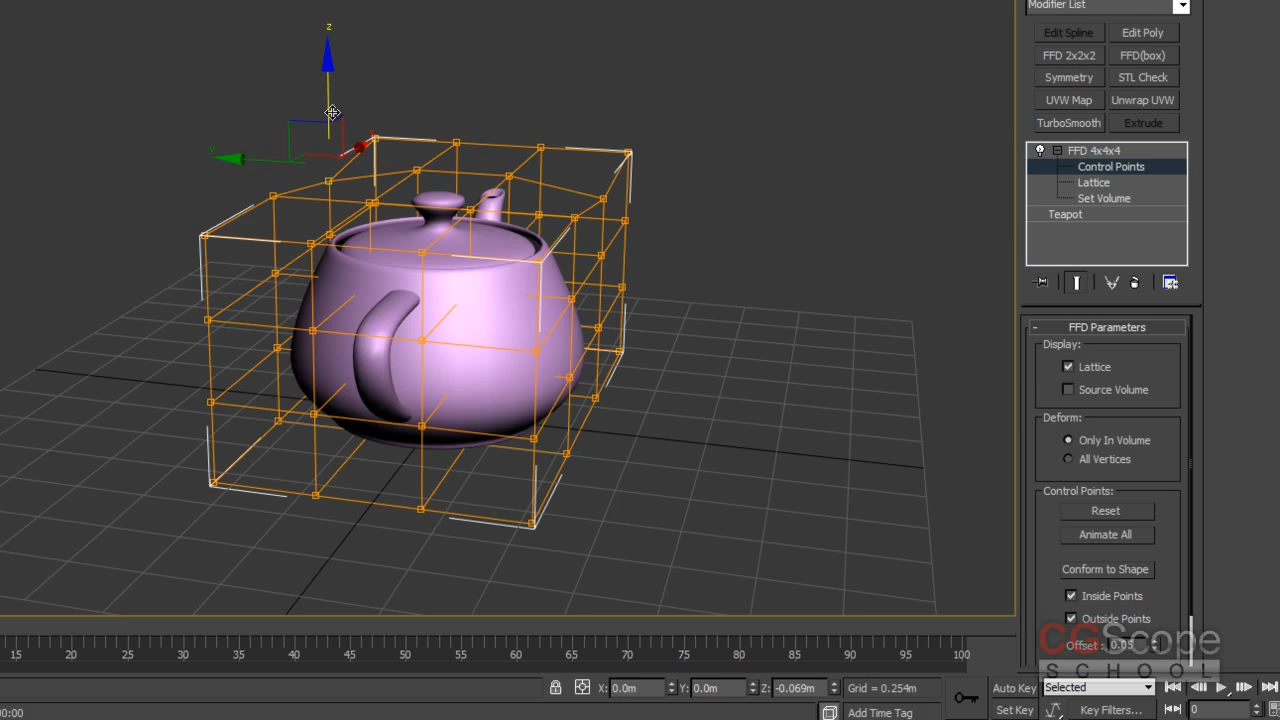 Modifier List
Edit Spline Edit Poly
FFD 2x2x2 FFD(box)
Symmetry STL Check
UVW Map Unwrap UVW
TurboSmooth Extrude
FFD 4x4x4
Control Points
Lattice
Set Volume
Teapot
z
y
- FFD Parameters
Display:
Lattice
Source Volume
Deform:
Only In Volume
All Vertices
Control Points:
Reset
Animate All
Conform to Shape
Inside Points
Outside Points
Offset : 0.05
CGScope
SCHOOL
15 20 25 30 35 40 45 50 55 60 65 70 75 80 85 90 95 100
X: 0.0m Y: 0.0m Z: -0.069m Grid = 0.254m Auto Key Selected
00:00 Add Time Tag Set Key Key Filters... 0